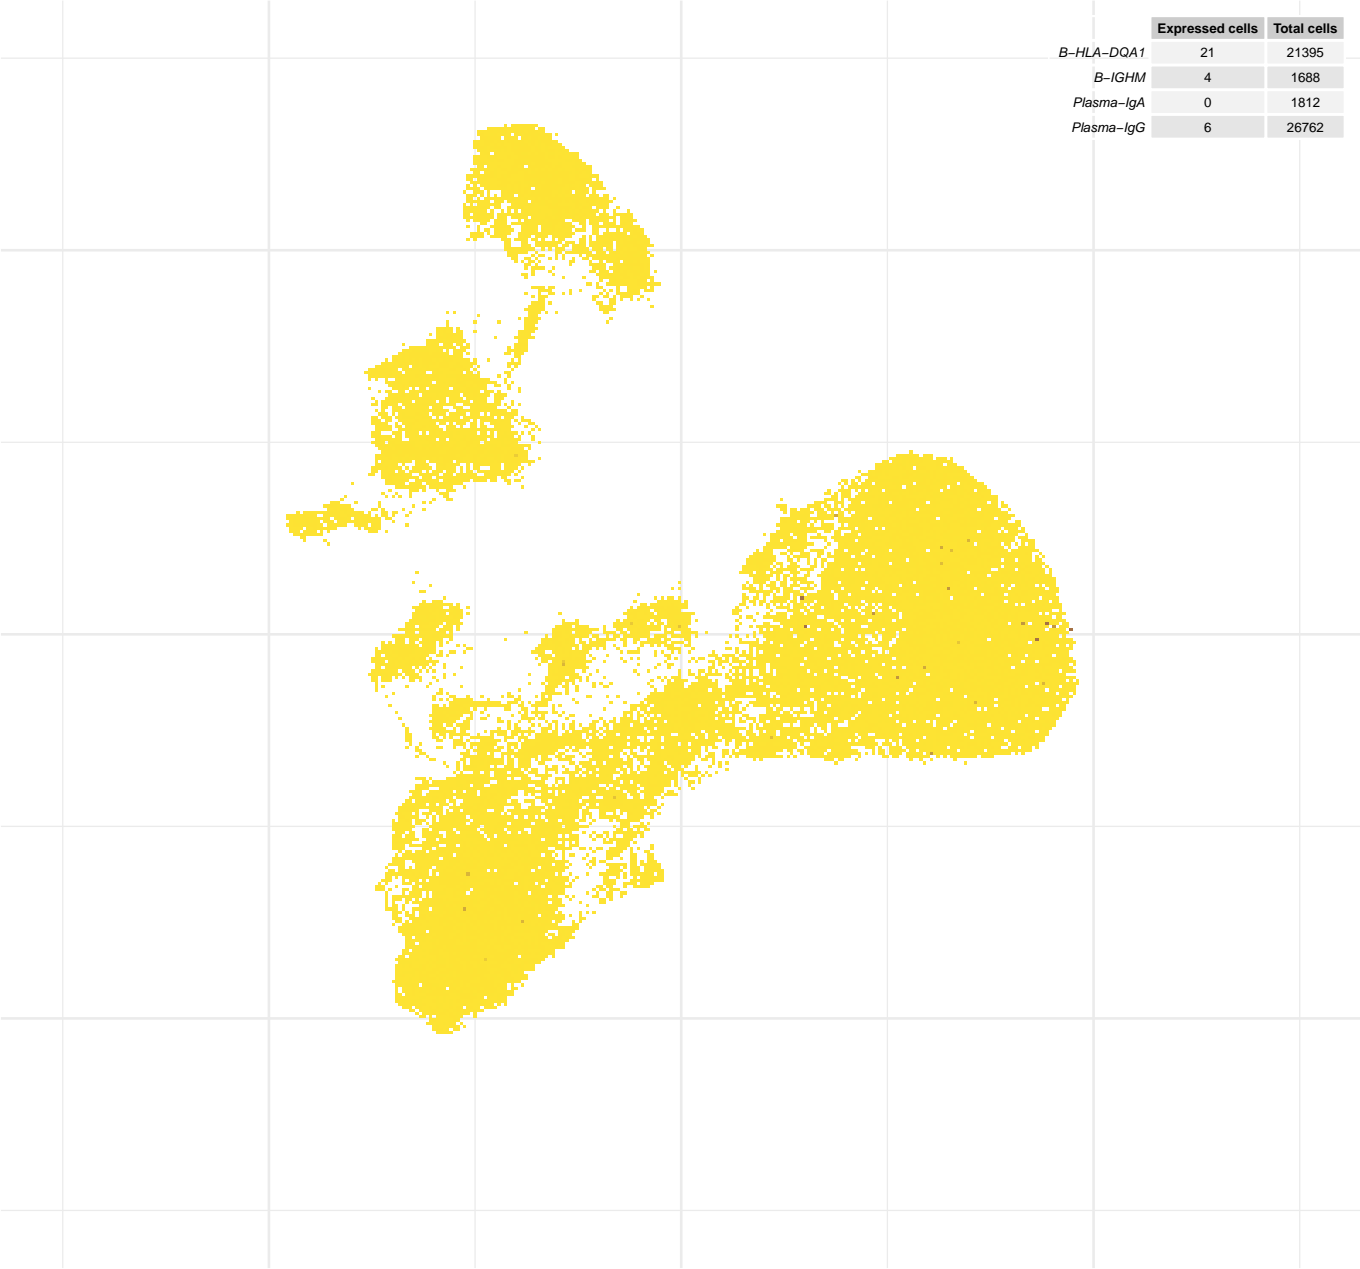 Expressed cells Total cells
B−HLA−DQA1 21 21395
B−IGHM 4 1688
Plasma−IgA 0 1812
Plasma−IgG 6 26762